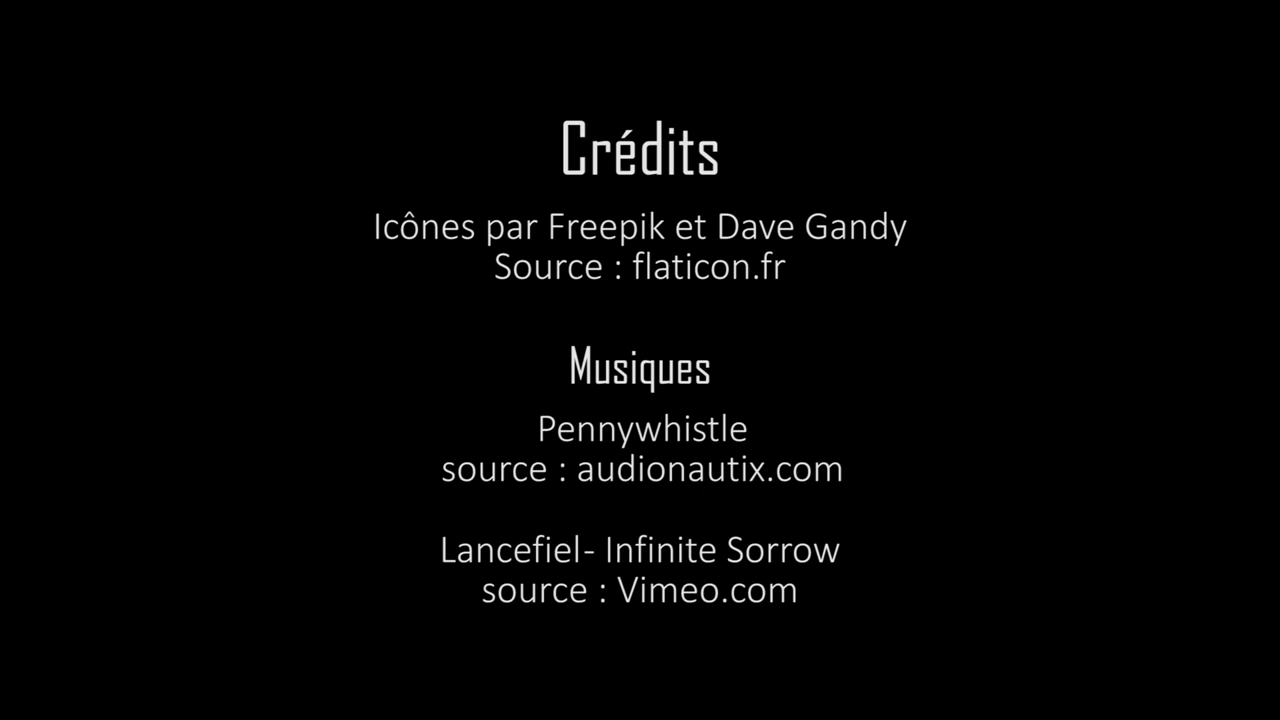 Crédits
Icônes par Freepik et Dave Gandy
Source : flaticon.fr
Musiques
Pennywhistle
source : audionautix.com
Lancefiel- Infinite Sorrow
source : Vimeo.com